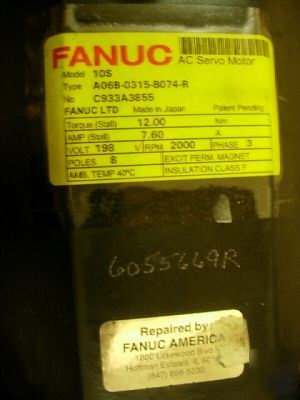 FANUC AC Servo Motor
Model 10S
Type A06B-0315-B074-R
No C933A3855
FANUC LTD Made in Japan Patent Pending
Torque (Stall) 12.00 Nm
AMP (Stall) 7.60 A
VOLT 198 V RPM 2000 PHASE 3
POLES 8 EXCIT PERM. MAGNET
AMB. TEMP 40°C INSULATION CLASS F
6055669R
Repaired by
FANUC AMERICA
1800 Lakewood Blvd
Hoffman Estates, IL
(847) 898-5000